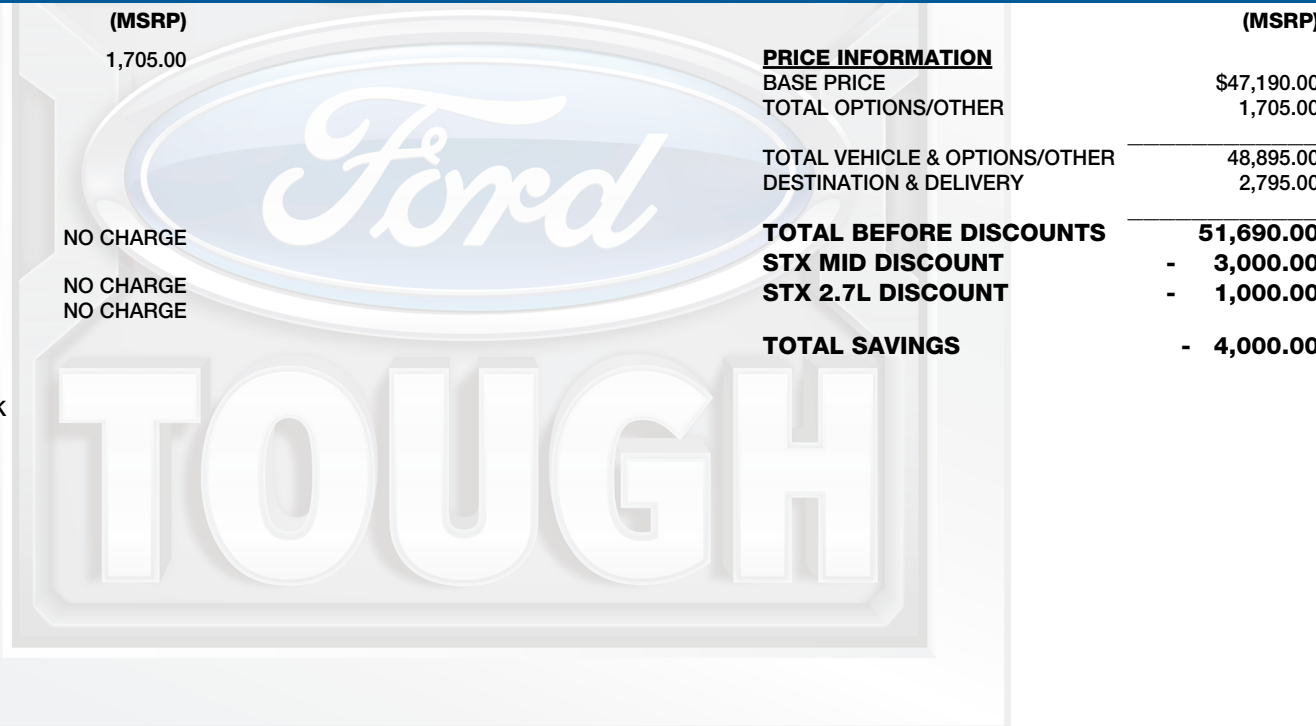 (MSRP)
1,705.00
NO CHARGE
NO CHARGE
NO CHARGE
K
Ford
TOUGH
(MSRP)
PRICE INFORMATION
BASE PRICE $47,190.00
TOTAL OPTIONS/OTHER 1,705.00
TOTAL VEHICLE & OPTIONS/OTHER 48,895.00
DESTINATION & DELIVERY 2,795.00
TOTAL BEFORE DISCOUNTS 51,690.00
STX MID DISCOUNT - 3,000.00
STX 2.7L DISCOUNT - 1,000.00
TOTAL SAVINGS - 4,000.00